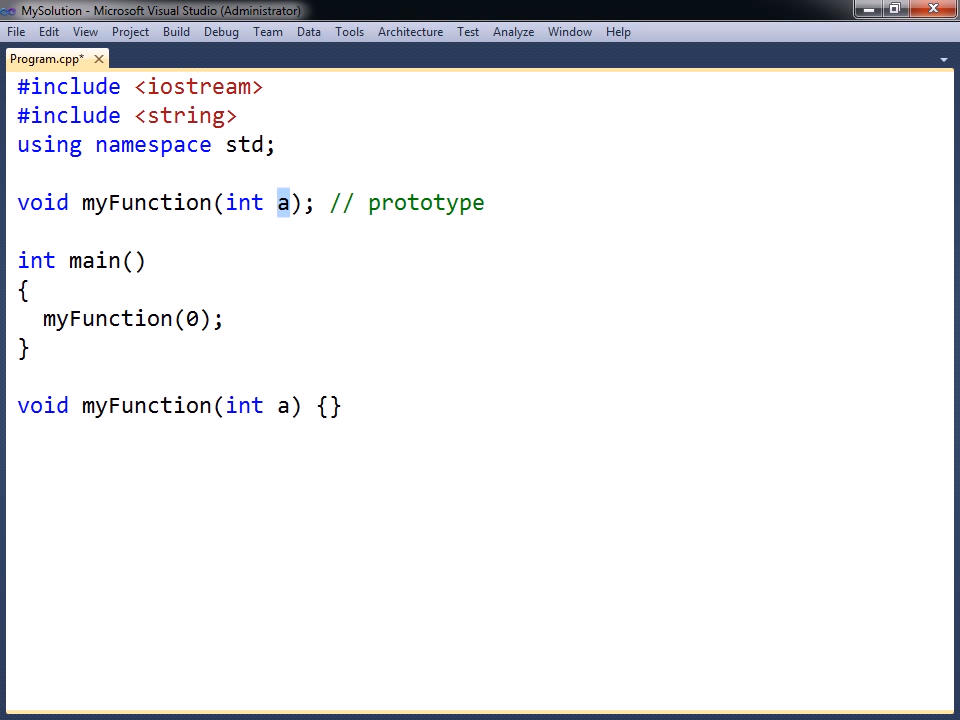 MySolution - Microsoft Visual Studio (Administrator)
File Edit View Project Build Debug Team Data Tools Architecture Test Analyze Window Help
Program.cpp*
#include <iostream>
#include <string>
using namespace std;
void myFunction(int a); // prototype
int main()
{
  myFunction(0);
}
void myFunction(int a) {}